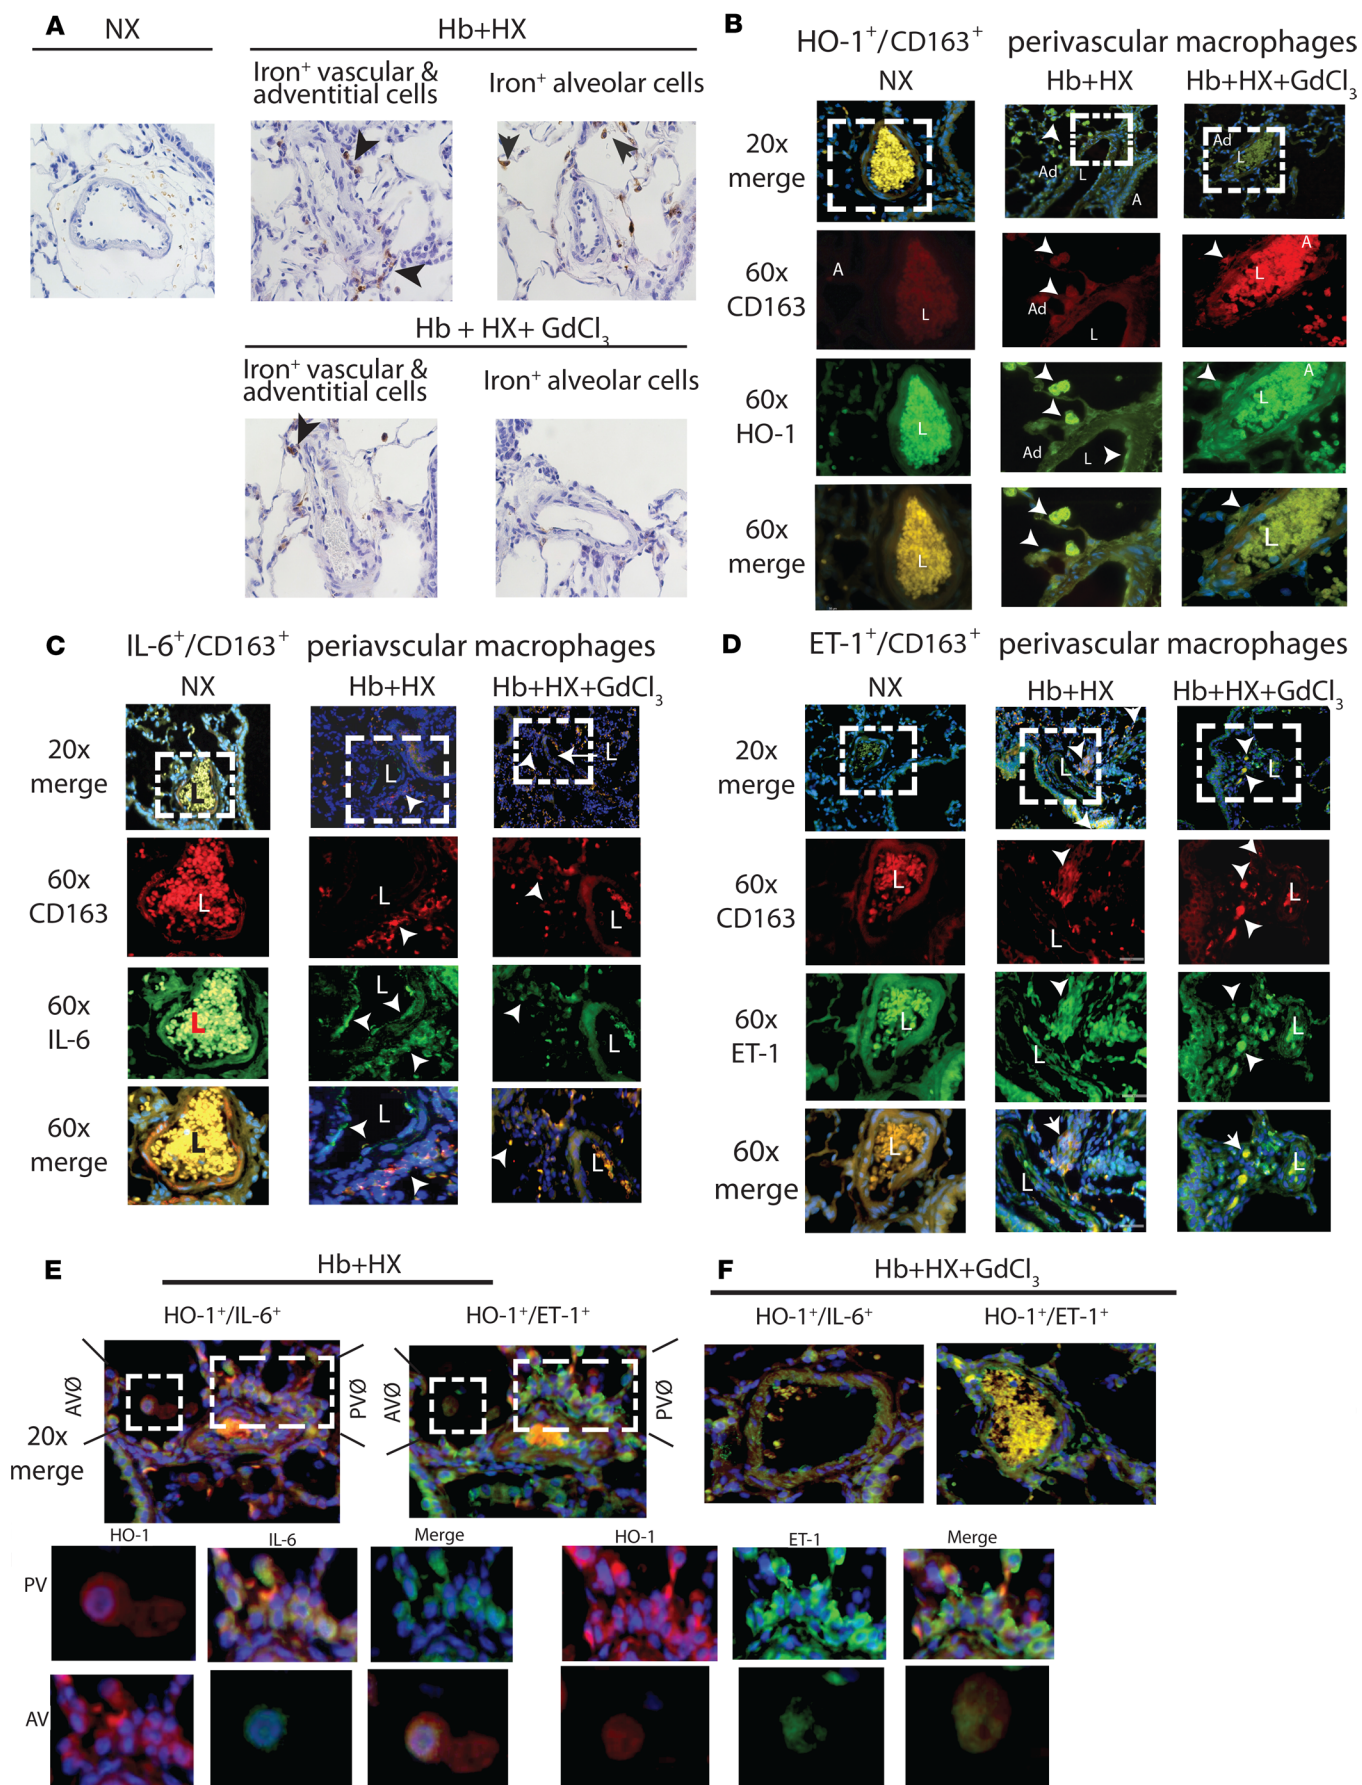 A
NX
Hb+HX
Iron⁺ vascular &
adventitial cells
Iron⁺ alveolar cells
Hb + HX+ GdCl₃
Iron⁺ vascular &
adventitial cells
Iron⁺ alveolar cells
B
HO-1⁺/CD163⁺ perivascular macrophages
NX
Hb+HX
Hb+HX+GdCl₃
20x
merge
Ad
L
A
Ad
L
60x
CD163
A
L
Ad
L
A
L
60x
HO-1
L
Ad
L
A
L
60x
merge
L
L
C
IL-6⁺/CD163⁺ periavscular macrophages
NX
Hb+HX
Hb+HX+GdCl₃
20x
merge
L
L
L
60x
CD163
L
L
L
60x
IL-6
L
L
L
60x
merge
L
L
L
D
ET-1⁺/CD163⁺ perivascular macrophages
NX
Hb+HX
Hb+HX+GdCl₃
20x
merge
L
L
60x
CD163
L
L
L
60x
ET-1
L
L
L
60x
merge
L
L
E
Hb+HX
HO-1⁺/IL-6⁺
HO-1⁺/ET-1⁺
20x
merge
AVØ
PVØ
AVØ
PVØ
HO-1
IL-6
Merge
HO-1
ET-1
Merge
PV
AV
F
Hb+HX+GdCl₃
HO-1⁺/IL-6⁺
HO-1⁺/ET-1⁺